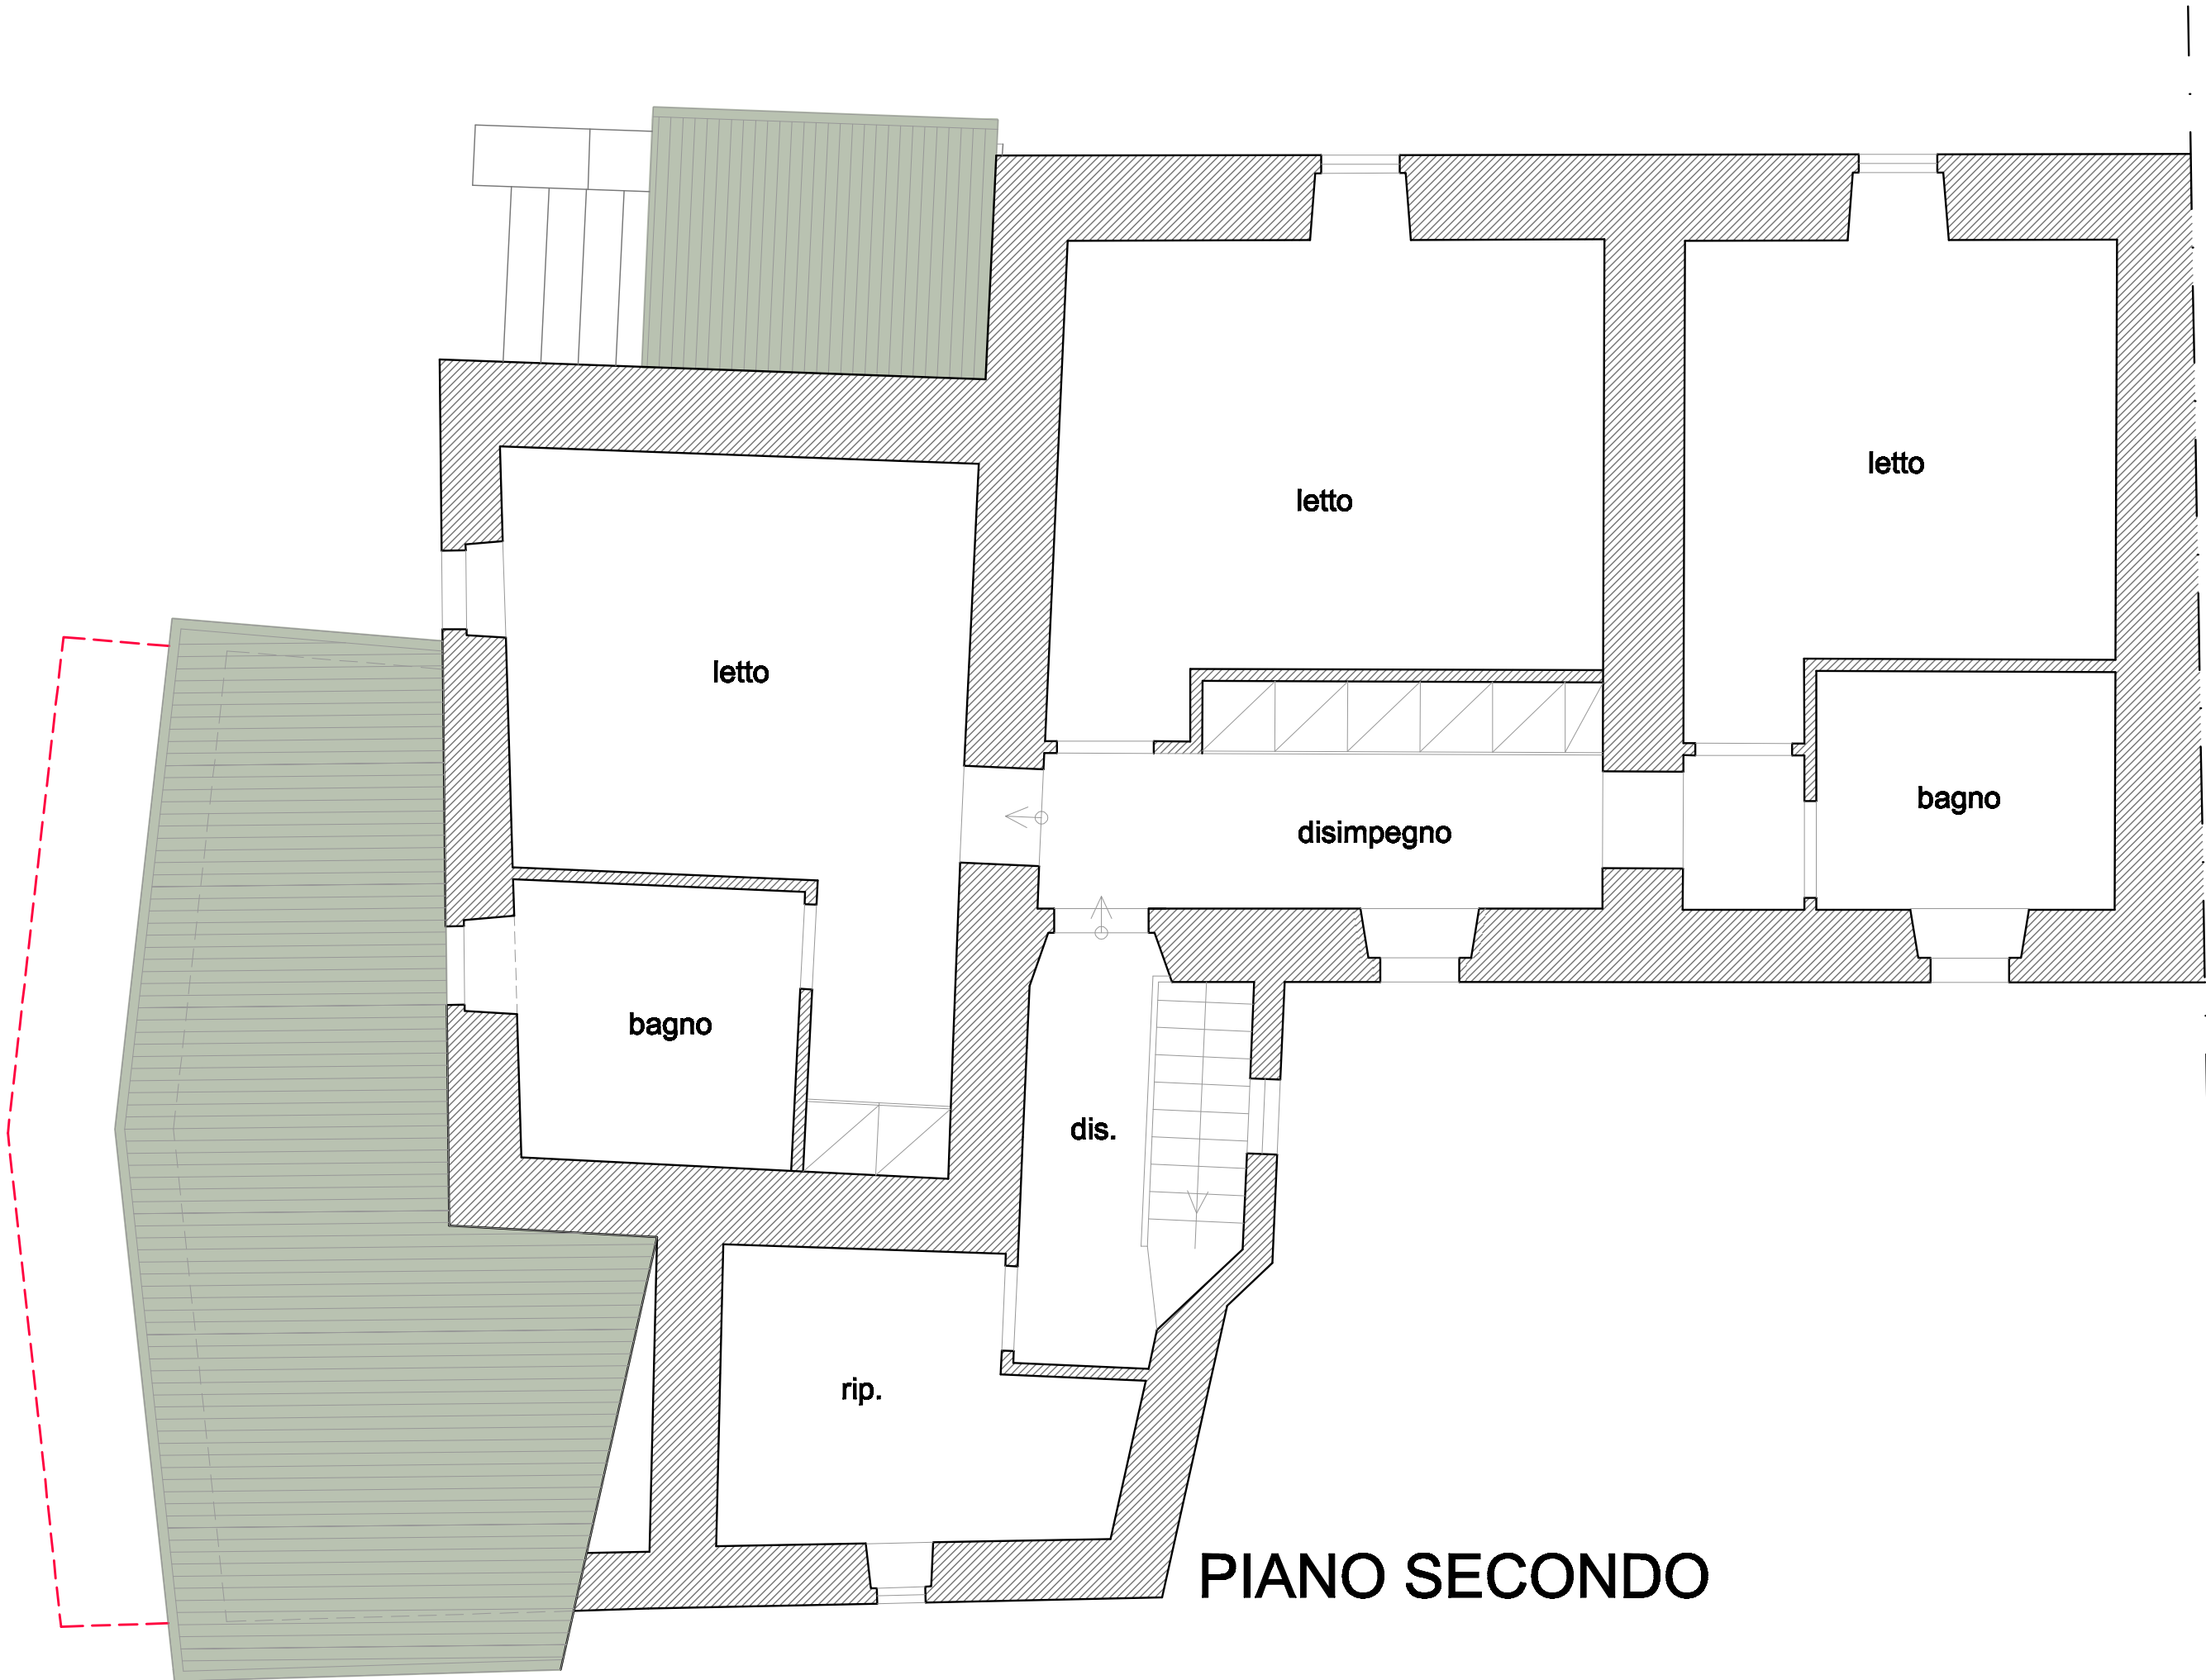 letto
letto
letto
bagno
disimpegno
bagno
dis.
rip.
PIANO SECONDO